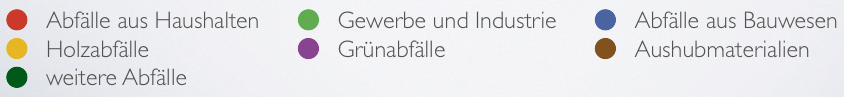 Abfälle aus Haushalten
Gewerbe und Industrie
Abfälle aus Bauwesen
Holzabfälle
Grünabfälle
Aushubmaterialien
weitere Abfälle